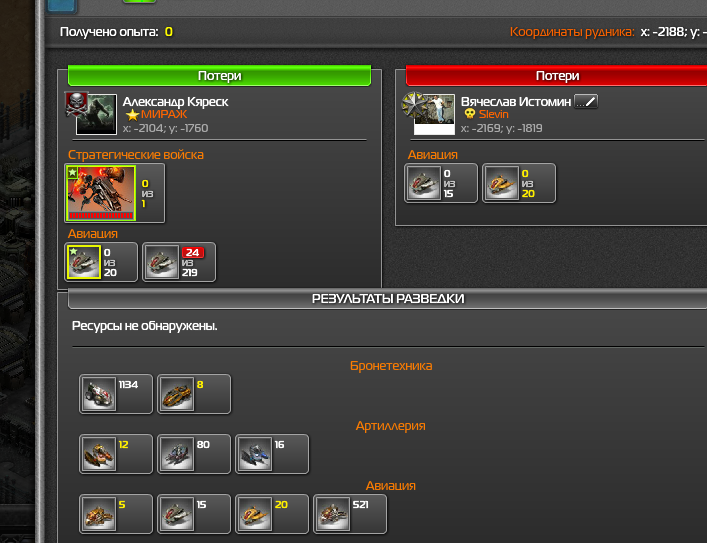 Получено опыта: 0
Координаты рудника: x: -2188; y: -
Потери
Александр Кяреск
МИРАЖ
x: -2104; y: -1760
Стратегические войска
0
из
1
Авиация
0
из
20
24
из
219
Потери
Вячеслав Истомин
Slevin
x: -2169; y: -1819
Авиация
0
из
15
0
из
20
РЕЗУЛЬТАТЫ РАЗВЕДКИ
Ресурсы не обнаружены.
Бронетехника
1134 8
Артиллерия
12 80 16
Авиация
5 15 20 521